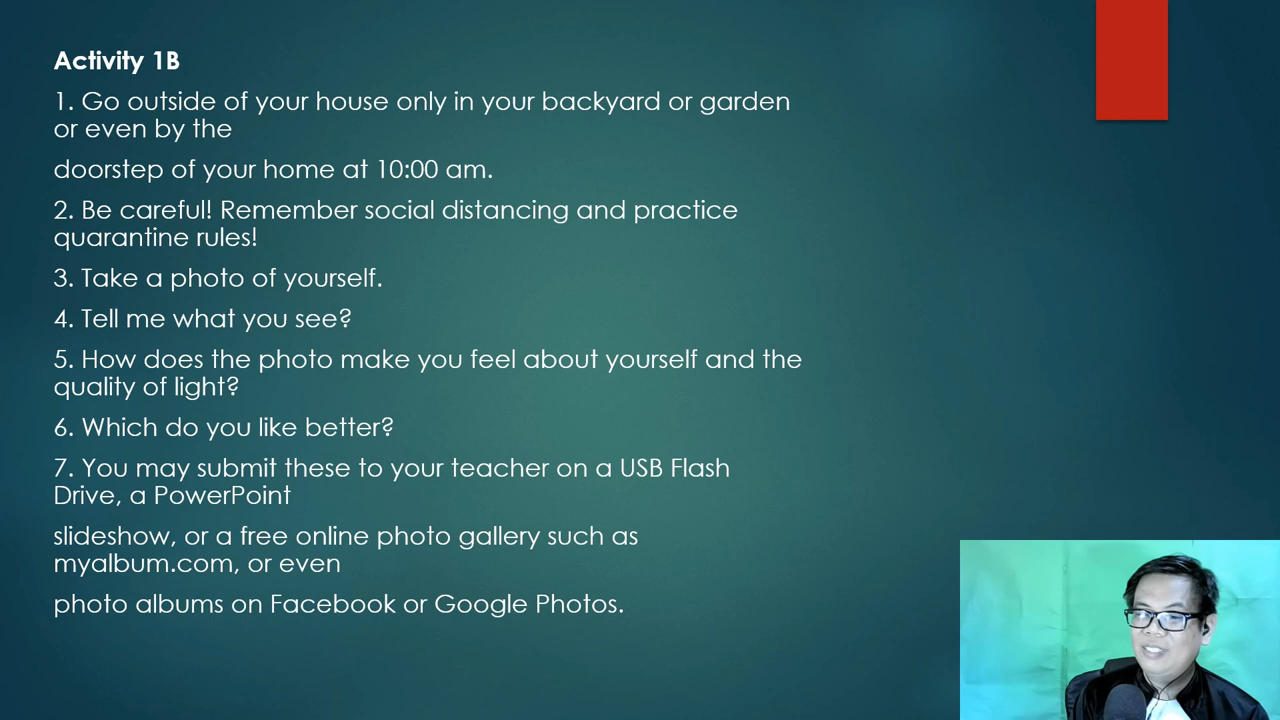 Activity 1B
1. Go outside of your house only in your backyard or garden
or even by the
doorstep of your home at 10:00 am.
2. Be careful! Remember social distancing and practice
quarantine rules!
3. Take a photo of yourself.
4. Tell me what you see?
5. How does the photo make you feel about yourself and the
quality of light?
6. Which do you like better?
7. You may submit these to your teacher on a USB Flash
Drive, a PowerPoint
slideshow, or a free online photo gallery such as
myalbum.com, or even
photo albums on Facebook or Google Photos.